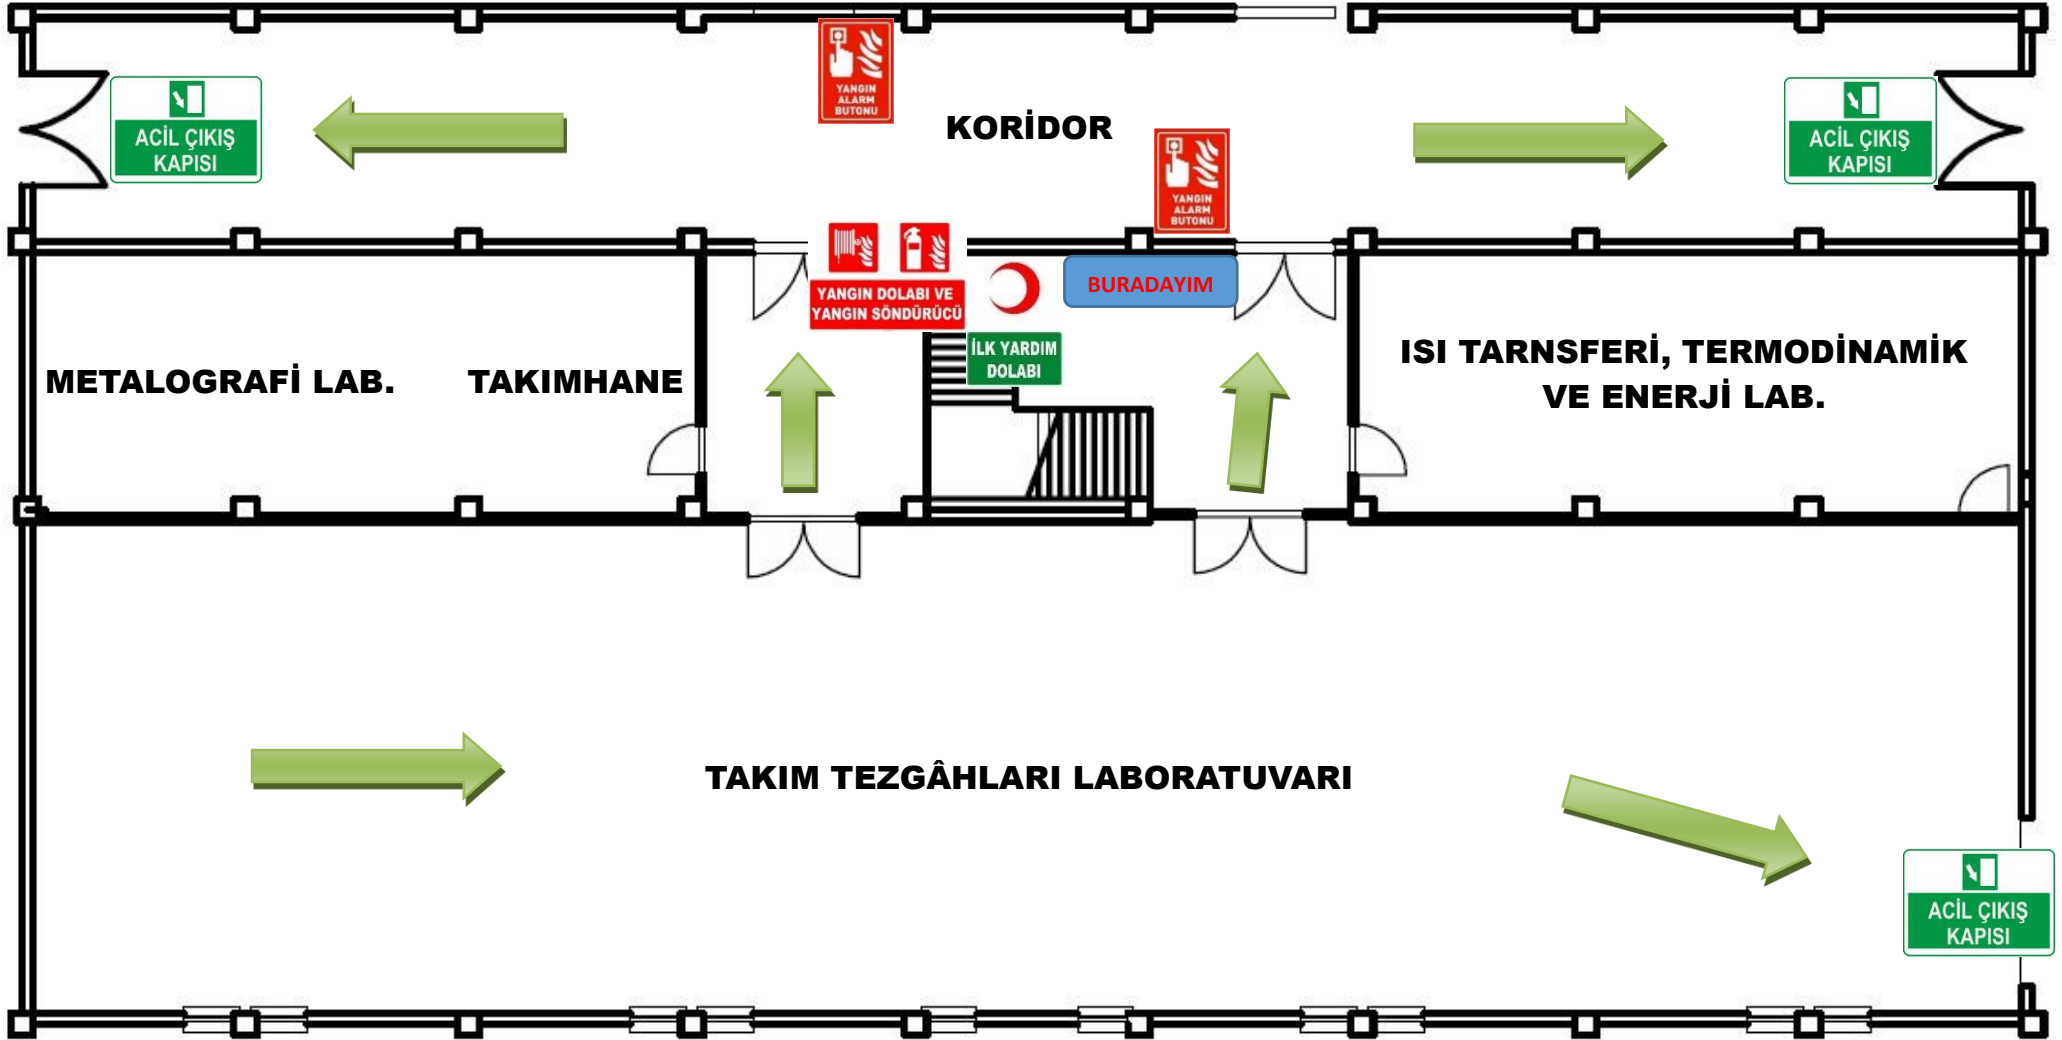 YANGIN
ALARM
BUTONU
KORİDOR
ACİL ÇIKIŞ
KAPISI
ACİL ÇIKIŞ
KAPISI
YANGIN
ALARM
BUTONU
YANGIN DOLABI VE
YANGIN SÖNDÜRÜCÜ
BURADAYIM
İLK YARDIM
DOLABI
METALOGRAFİ LAB.
TAKIMHANE
ISI TARNSFERİ, TERMODİNAMİK
VE ENERJİ LAB.
TAKIM TEZGÂHLARI LABORATUVARI
ACİL ÇIKIŞ
KAPISI